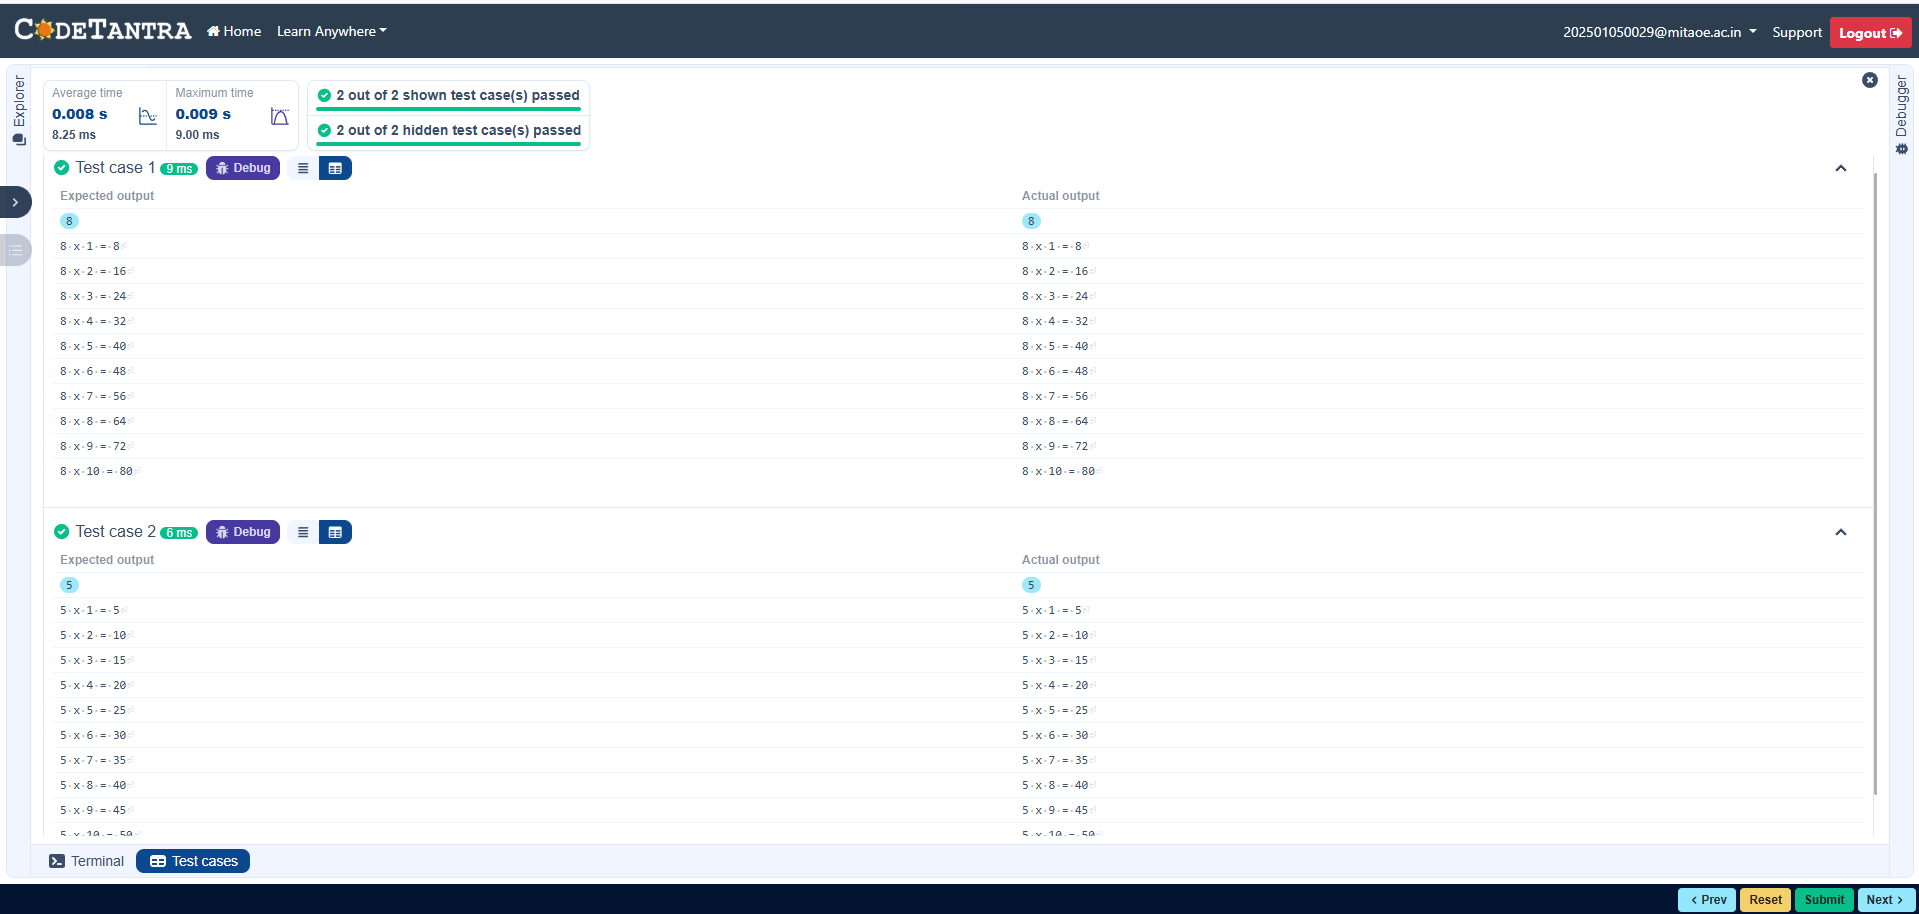 CODETANTRA Home Learn Anywhere 202501050029@mitaoe.ac.in Support Logout
Explorer
Debugger
Average time Maximum time
0.008 s 0.009 s
8.25 ms 9.00 ms
2 out of 2 shown test case(s) passed
2 out of 2 hidden test case(s) passed
Test case 1 9 ms Debug
Expected output Actual output
8 8
8·x·1·=·8 8·x·1·=·8
8·x·2·=·16 8·x·2·=·16
8·x·3·=·24 8·x·3·=·24
8·x·4·=·32 8·x·4·=·32
8·x·5·=·40 8·x·5·=·40
8·x·6·=·48 8·x·6·=·48
8·x·7·=·56 8·x·7·=·56
8·x·8·=·64 8·x·8·=·64
8·x·9·=·72 8·x·9·=·72
8·x·10·=·80 8·x·10·=·80
Test case 2 6 ms Debug
Expected output Actual output
5 5
5·x·1·=·5 5·x·1·=·5
5·x·2·=·10 5·x·2·=·10
5·x·3·=·15 5·x·3·=·15
5·x·4·=·20 5·x·4·=·20
5·x·5·=·25 5·x·5·=·25
5·x·6·=·30 5·x·6·=·30
5·x·7·=·35 5·x·7·=·35
5·x·8·=·40 5·x·8·=·40
5·x·9·=·45 5·x·9·=·45
5·x·10·=·50 5·x·10·=·50
Terminal Test cases
Prev Reset Submit Next